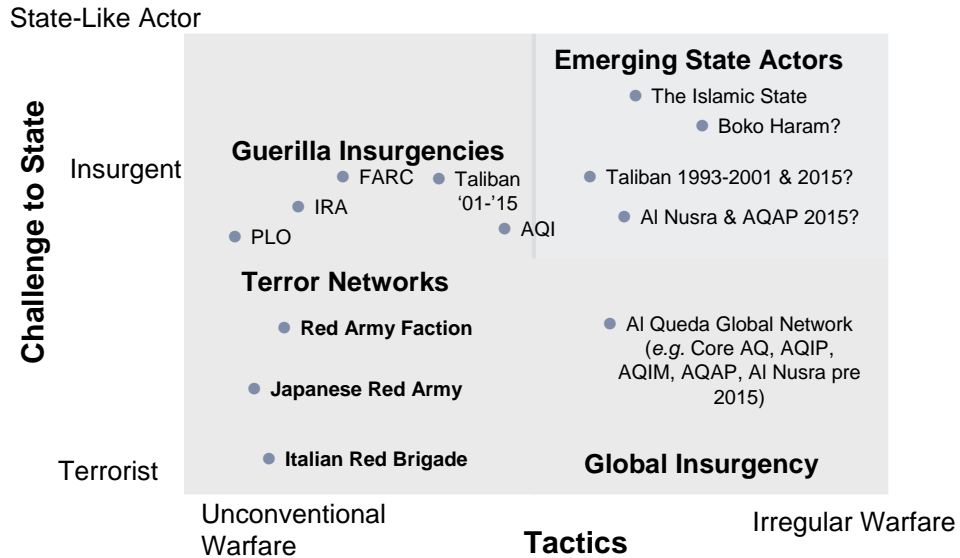 State-Like Actor
Challenge to State
Emerging State Actors
The Islamic State
Boko Haram?
Guerilla Insurgencies
Insurgent
FARC
Taliban
‘01-’15
Taliban 1993-2001 & 2015?
IRA
Al Nusra & AQAP 2015?
PLO
AQI
Terror Networks
Red Army Faction
Al Queda Global Network
(e.g. Core AQ, AQIP,
AQIM, AQAP, Al Nusra pre
2015)
Japanese Red Army
Italian Red Brigade
Global Insurgency
Terrorist
Unconventional
Warfare
Tactics
Irregular Warfare